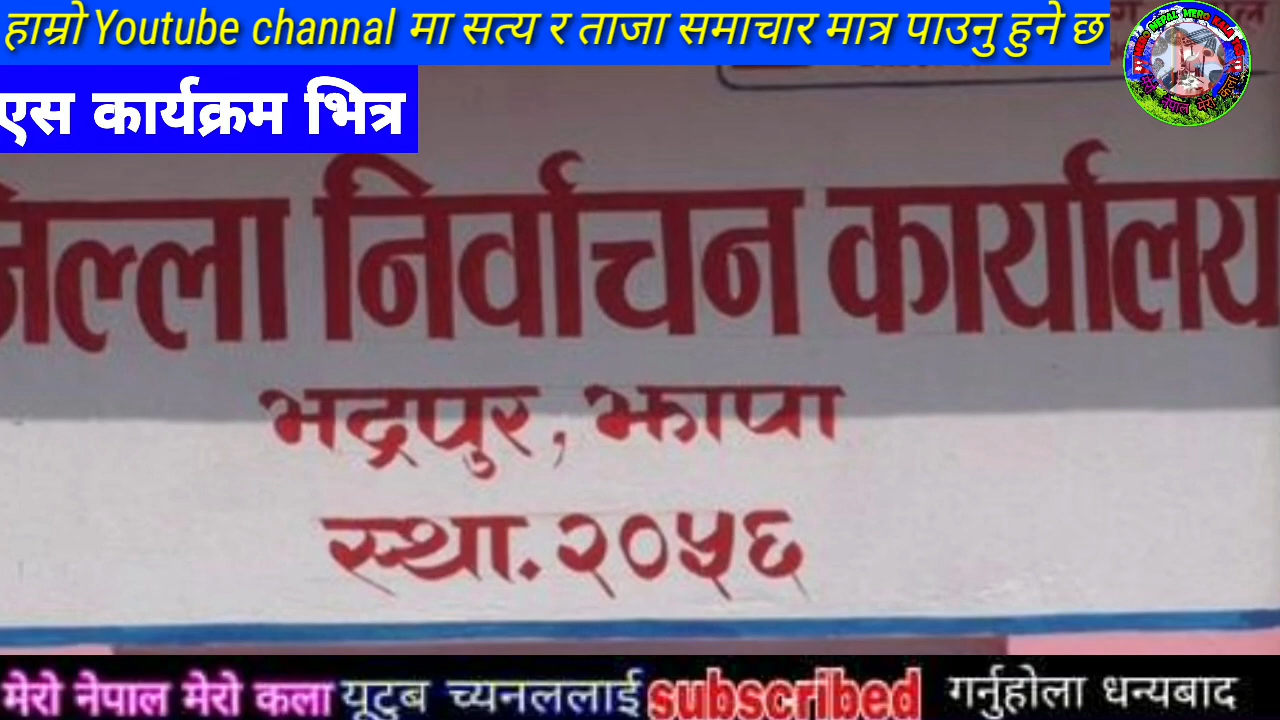 हाम्रो Youtube channal मा सत्य र ताजा समाचार मात्र पाउनु हुने छ
एस कार्यक्रम भित्र
जिल्ला निर्वाचन कार्यालय
भद्रपुर, झापा
स्था. २०५६
मेरो नेपाल मेरो कला यूटुब च्यनललाई subscribed गर्नुहोला धन्यबाद